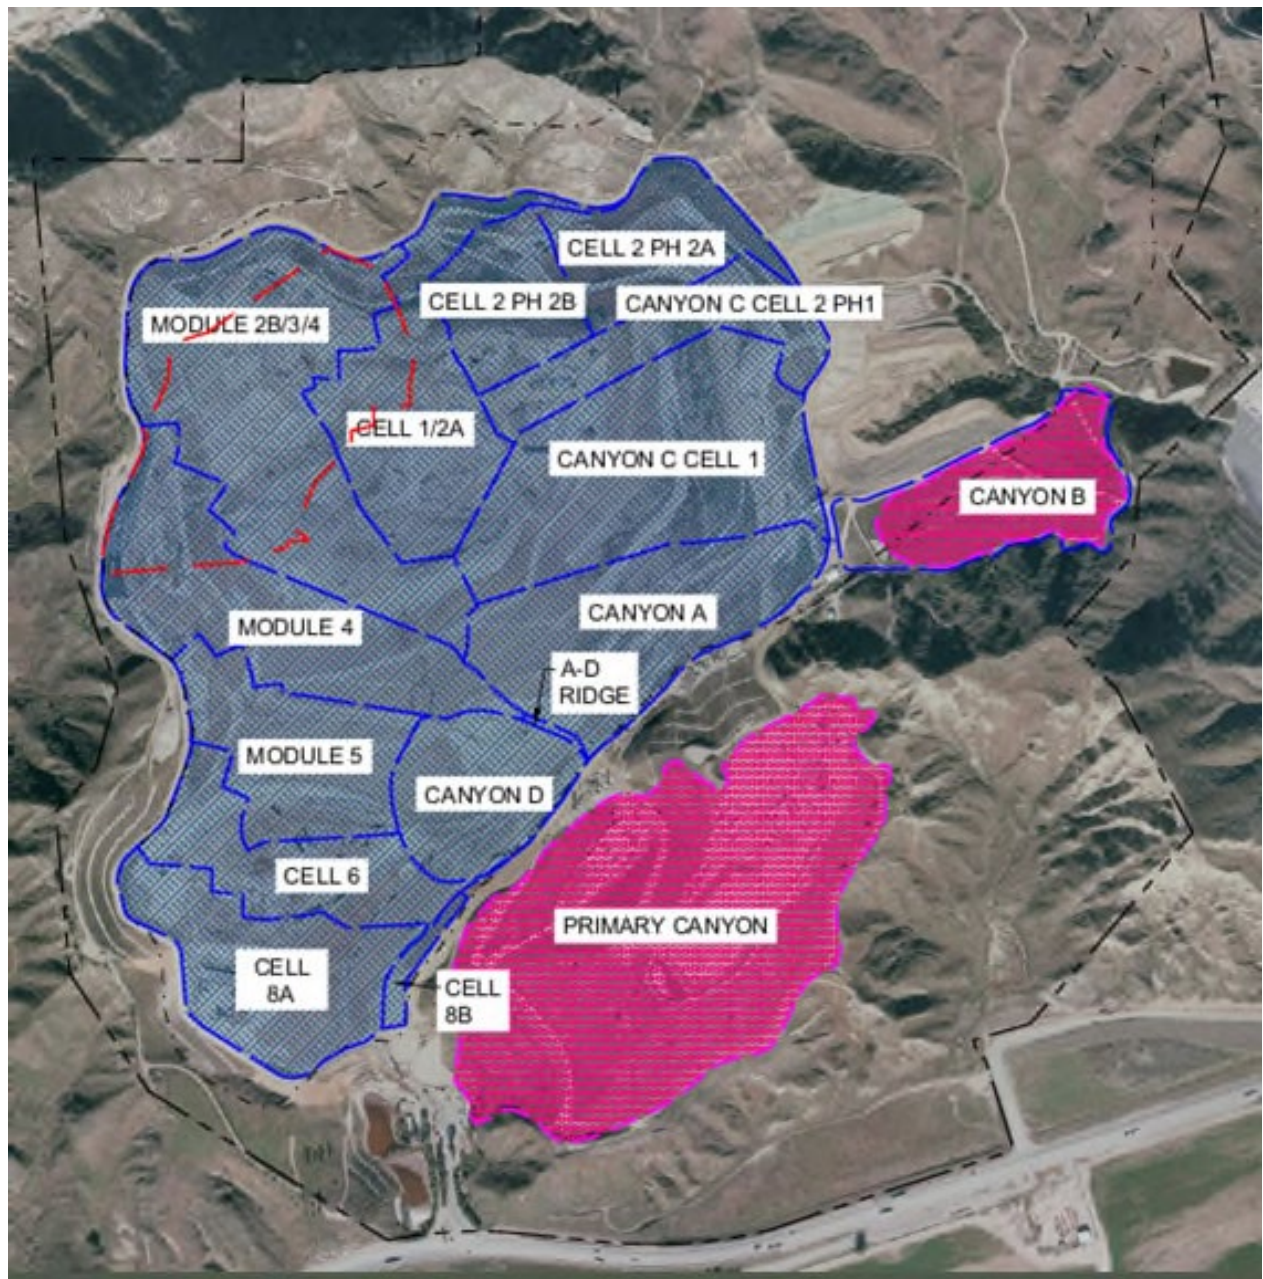 CELL 2 PH 2A
CELL 2 PH 2B
CANYON C CELL 2 PH1
MODULE 2B/3/4
CELL 1/2A
CANYON C CELL 1
CANYON B
CANYON A
MODULE 4
A-D
RIDGE
MODULE 5
CANYON D
CELL 6
PRIMARY CANYON
CELL
8A
CELL
8B